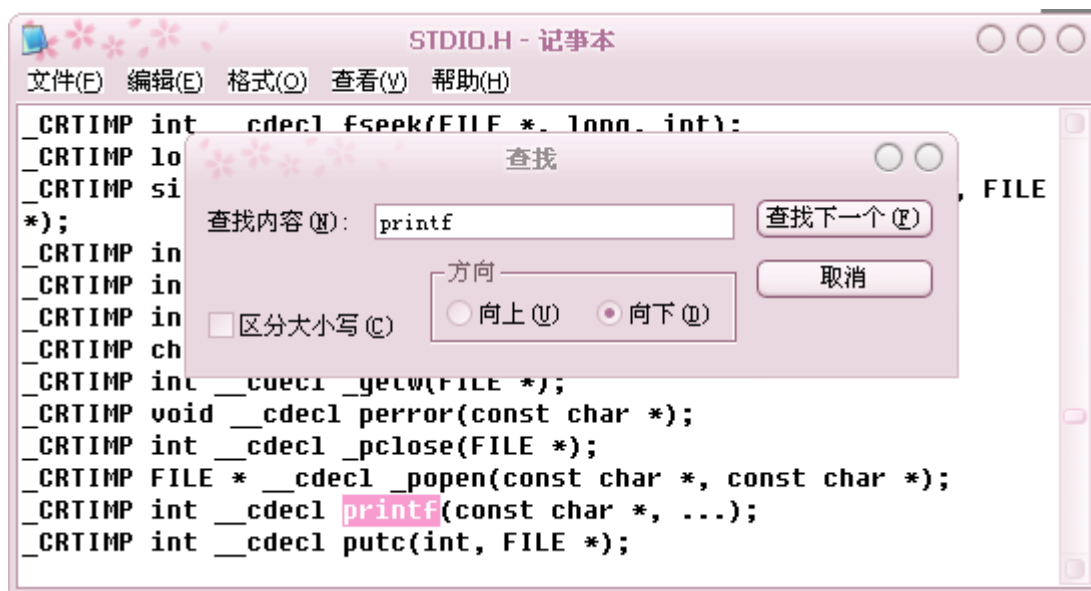 STDIO.H - 记事本
文件(F) 编辑(E) 格式(O) 查看(V) 帮助(H)
_CRTIMP int __cdecl fseek(FILE *, long, int);
_CRTIMP lo
_CRTIMP si , FILE
*);
_CRTIMP in
_CRTIMP in
_CRTIMP in
_CRTIMP ch
查找
查找内容(N): printf 查找下一个(F)
方向 取消
区分大小写(C) 向上(U) 向下(D)
_CRTIMP int __cdecl _getw(FILE *);
_CRTIMP void __cdecl perror(const char *);
_CRTIMP int __cdecl _pclose(FILE *);
_CRTIMP FILE * __cdecl _popen(const char *, const char *);
_CRTIMP int __cdecl printf(const char *, ...);
_CRTIMP int __cdecl putc(int, FILE *);